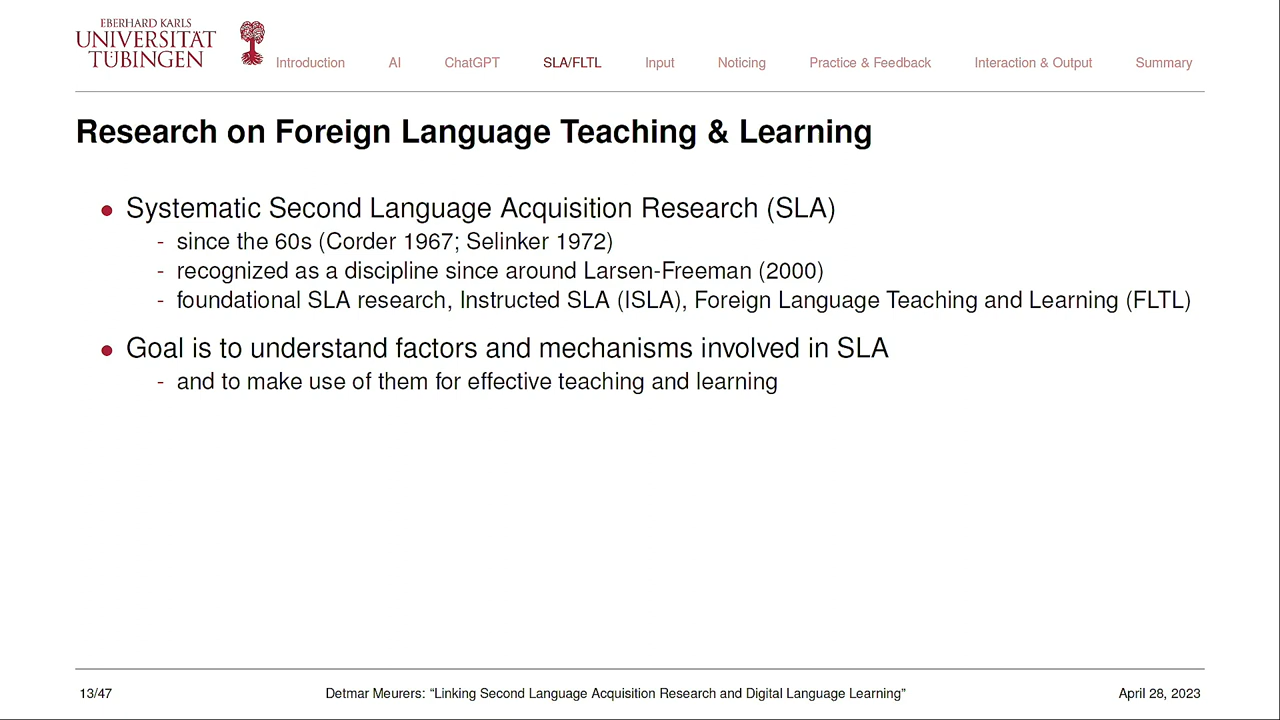 EBERHARD KARLS
UNIVERSITÄT
TÜBINGEN
Introduction AI ChatGPT SLA/FLTL Input Noticing Practice & Feedback Interaction & Output Summary
Research on Foreign Language Teaching & Learning
• Systematic Second Language Acquisition Research (SLA)
- since the 60s (Corder 1967; Selinker 1972)
- recognized as a discipline since around Larsen-Freeman (2000)
- foundational SLA research, Instructed SLA (ISLA), Foreign Language Teaching and Learning (FLTL)
• Goal is to understand factors and mechanisms involved in SLA
- and to make use of them for effective teaching and learning
13/47 Detmar Meurers: “Linking Second Language Acquisition Research and Digital Language Learning” April 28, 2023